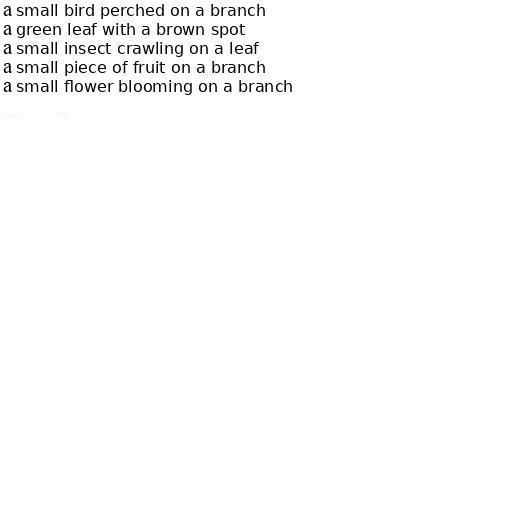 a small bird perched on a branch
a green leaf with a brown spot
a small insect crawling on a leaf
a small piece of fruit on a branch
a small flower blooming on a branch